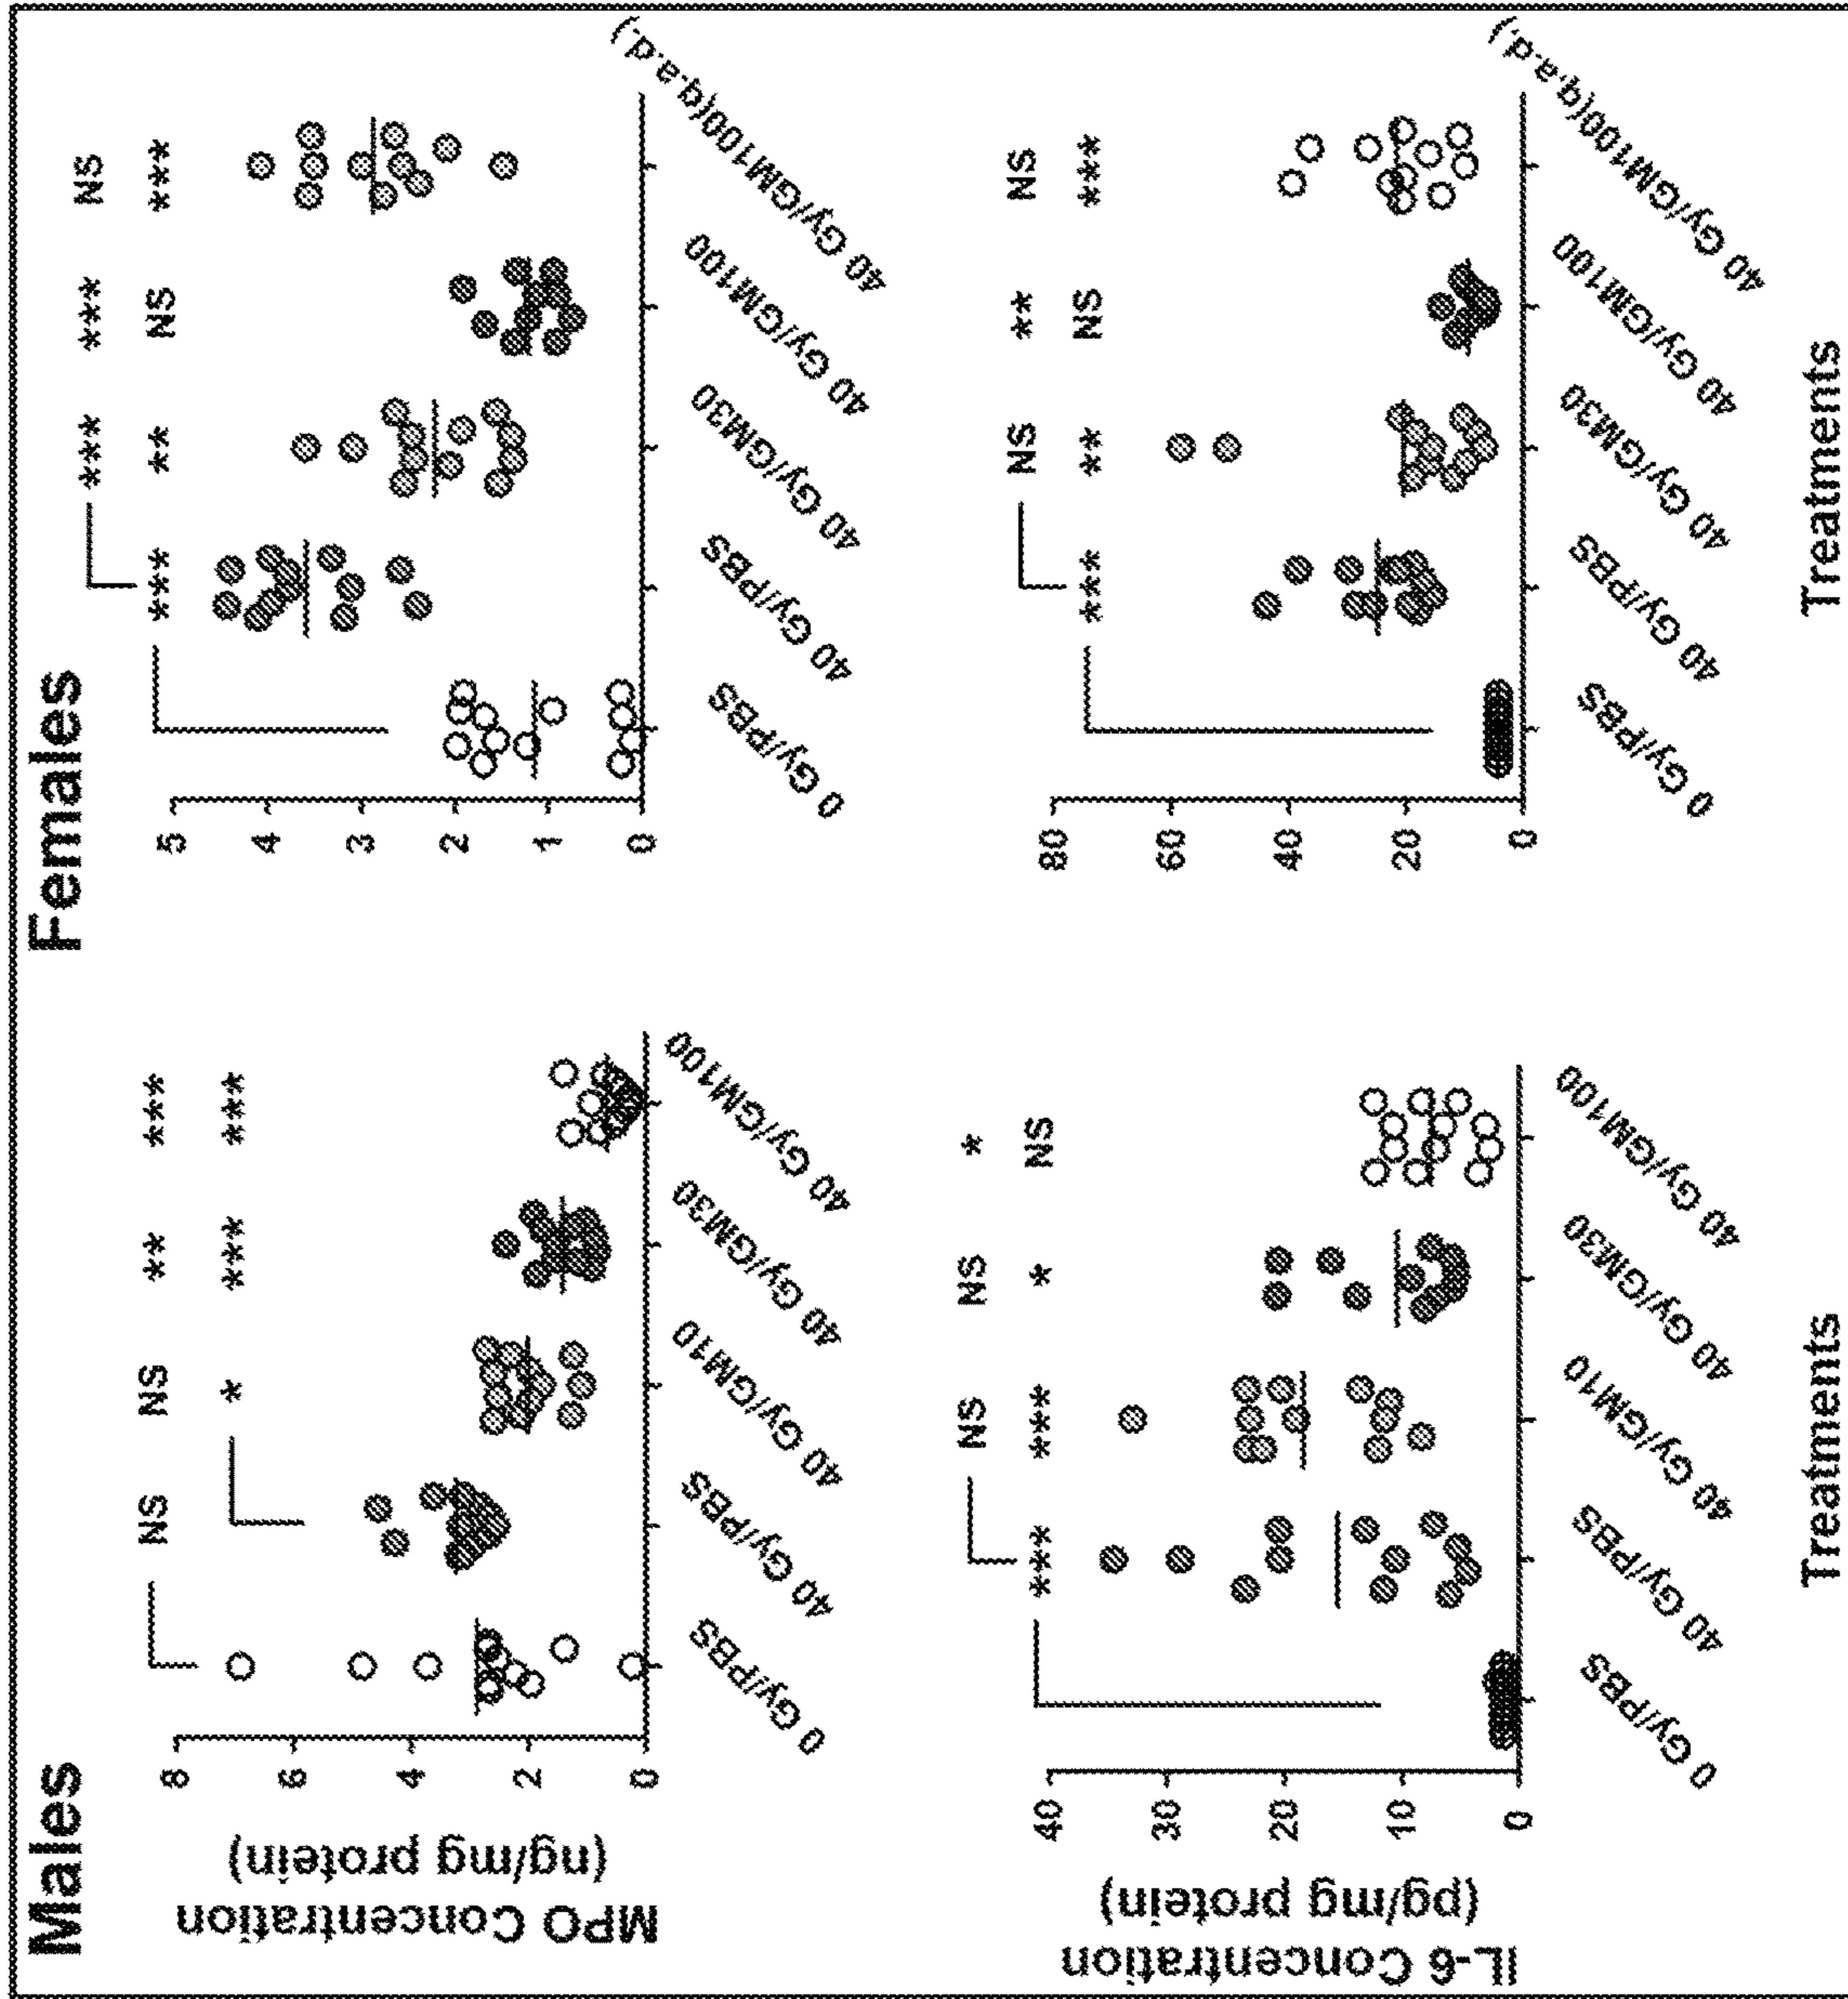 Males
Females
MPO Concentration
(ng/mg protein)
8
6
4
2
0
NS
NS
**
***
*
***
***
0 Gy/PBS
40 Gy/PBS
40 Gy/GM10
40 Gy/GM30
40 Gy/GM100
5
4
3
2
1
0
***
***
NS
***
**
NS
***
0 Gy/PBS
40 Gy/PBS
40 Gy/GM30
40 Gy/GM100
40 Gy/GM100(q.a.d.)
IL-6 Concentration
(pg/mg protein)
40
30
20
10
0
NS
NS
*
***
***
*
NS
0 Gy/PBS
40 Gy/PBS
40 Gy/GM10
40 Gy/GM30
40 Gy/GM100
Treatments
80
60
40
20
0
NS
**
NS
***
**
NS
***
0 Gy/PBS
40 Gy/PBS
40 Gy/GM30
40 Gy/GM100
40 Gy/GM100(q.a.d.)
Treatments